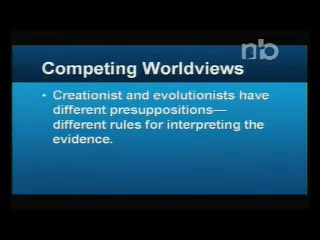 nb
Competing Worldviews
• Creationist and evolutionists have
different presuppositions—
different rules for interpreting the
evidence.